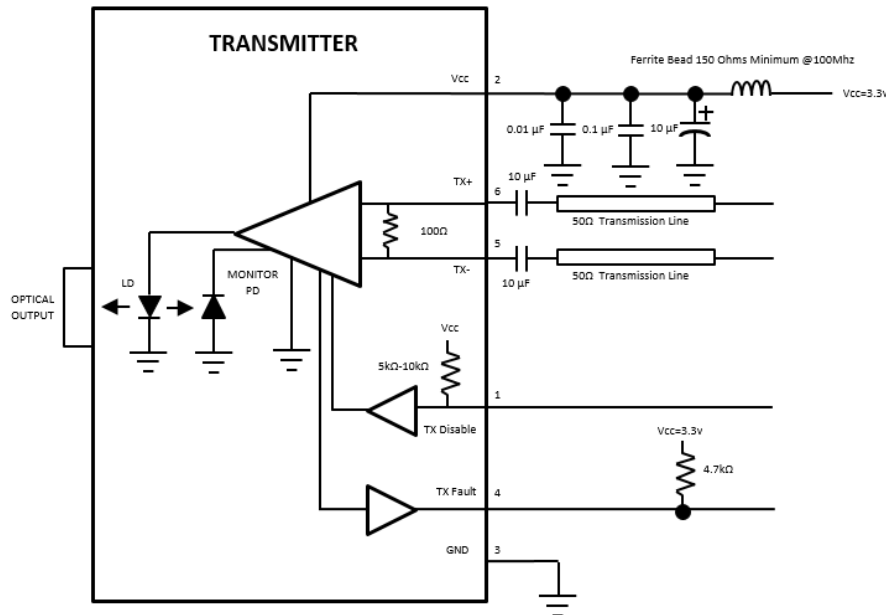 TRANSMITTER
Ferrite Bead 150 Ohms Minimum @100Mhz
Vcc
2
Vcc=3.3v
0.01 µF
0.1 µF
10 µF
+
TX+
6
10 µF
50Ω Transmission Line
100Ω
5
TX-
10 µF
50Ω Transmission Line
MONITOR
PD
LD
OPTICAL
OUTPUT
Vcc
5kΩ-10kΩ
1
TX Disable
Vcc=3.3v
4.7kΩ
TX Fault
4
GND
3